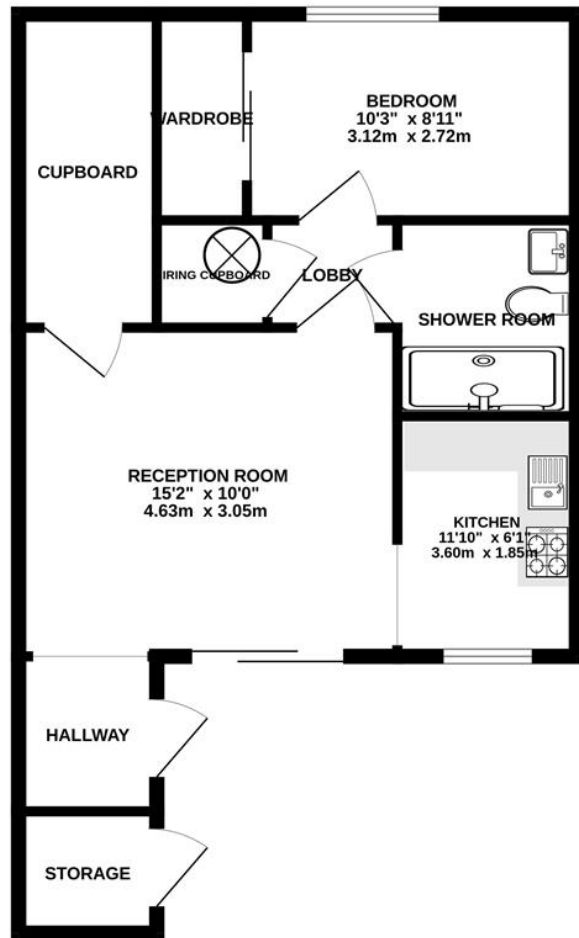 BEDROOM
10'3" x 8'11"
3.12m x 2.72m
WARDROBE
CUPBOARD
IRING CUPBOARD
LOBBY
SHOWER ROOM
RECEPTION ROOM
15'2" x 10'0"
4.63m x 3.05m
KITCHEN
11'10" x 6'1"
3.60m x 1.85m
HALLWAY
STORAGE